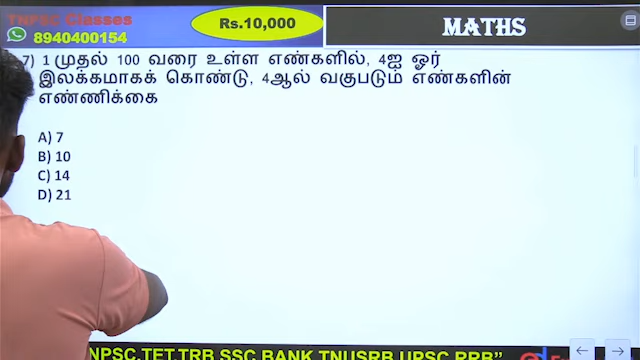 TNPSC Classes
8940400154
Rs.10,000
MATHS
7) 1 முதல் 100 வரை உள்ள எண்களில், 4ஐ ஓர்
இலக்கமாகக் கொண்டு, 4ஆல் வகுபடும் எண்களின்
எண்ணிக்கை
A) 7
B) 10
C) 14
D) 21
NPSC,TET,TRB,SSC,BANK,TNUSRB,UPSC,RRB”